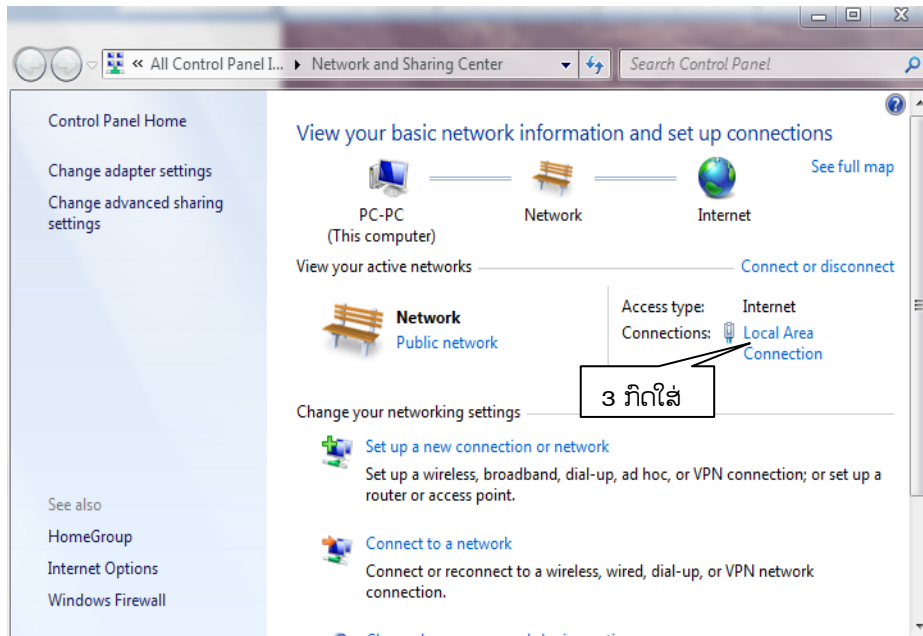 « All Control Panel I... ▸ Network and Sharing Center
Search Control Panel
Control Panel Home
Change adapter settings
Change advanced sharing
settings
See also
HomeGroup
Internet Options
Windows Firewall
View your basic network information and set up connections
See full map
PC-PC
(This computer)
Network
Internet
View your active networks
Connect or disconnect
Network
Public network
Access type: Internet
Connections: Local Area
Connection
3 ກົດໃສ່
Change your networking settings
Set up a new connection or network
Set up a wireless, broadband, dial-up, ad hoc, or VPN connection; or set up a
router or access point.
Connect to a network
Connect or reconnect to a wireless, wired, dial-up, or VPN network
connection.